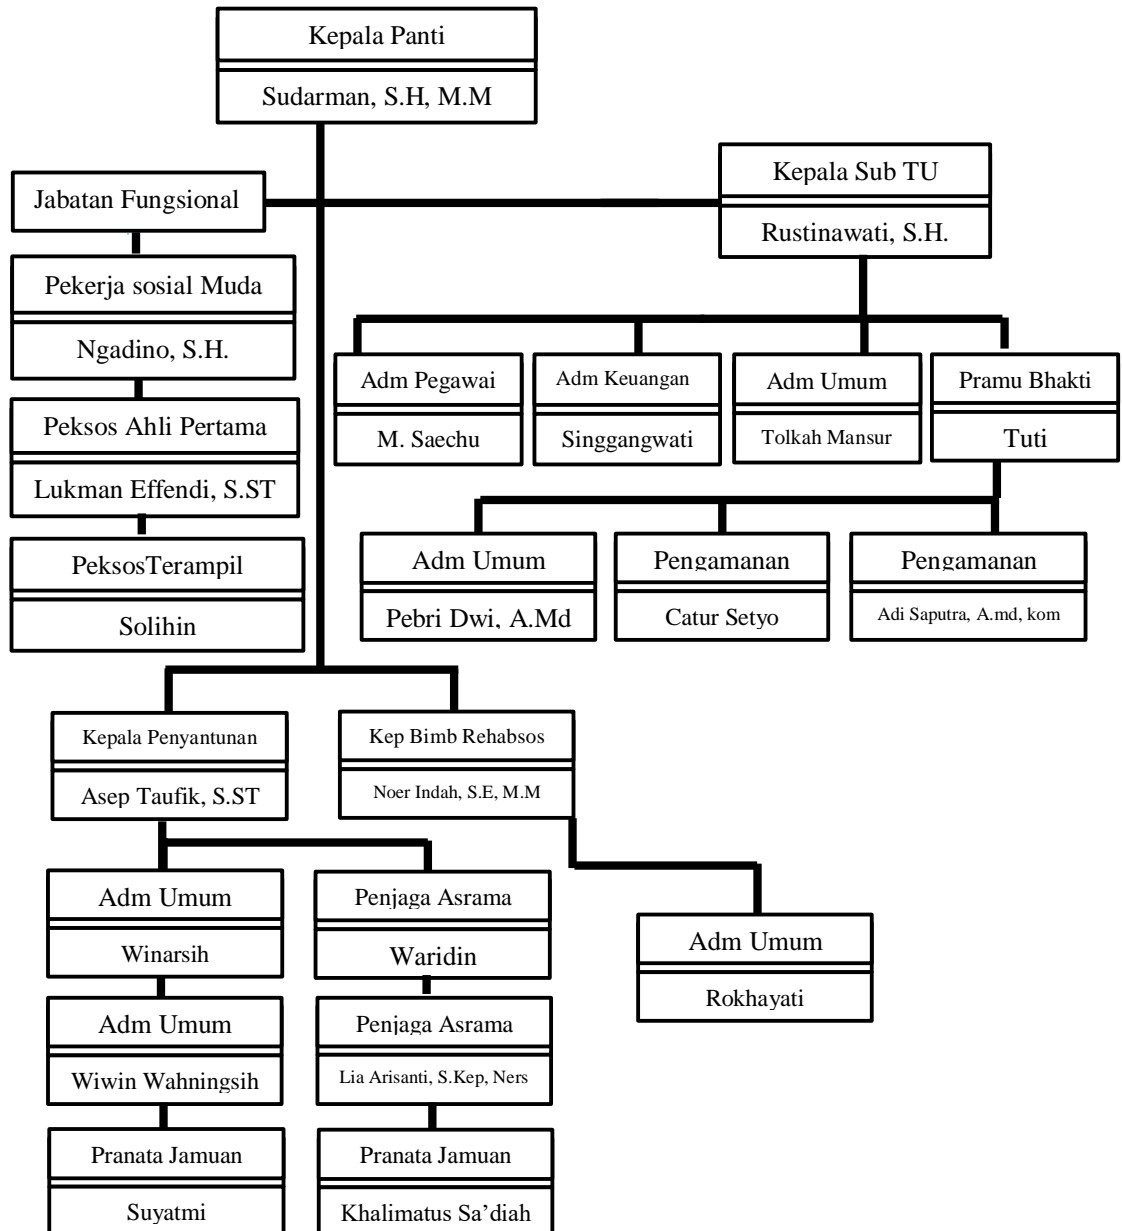 Kepala Panti
Sudarman, S.H, M.M
Kepala Sub TU
Rustinawati, S.H.
Jabatan Fungsional
Pekerja sosial Muda
Ngadino, S.H.
Peksos Ahli Pertama
Lukman Effendi, S.ST
PeksosTerampil
Solihin
Adm Pegawai
M. Saechu
Adm Keuangan
Singgangwati
Adm Umum
Tolkah Mansur
Pramu Bhakti
Tuti
Adm Umum
Pebri Dwi, A.Md
Pengamanan
Catur Setyo
Pengamanan
Adi Saputra, A.md, kom
Kepala Penyantunan
Asep Taufik, S.ST
Kep Bimb Rehabsos
Noer Indah, S.E, M.M
Adm Umum
Winarsih
Adm Umum
Wiwin Wahningsih
Pranata Jamuan
Suyatmi
Penjaga Asrama
Waridin
Penjaga Asrama
Lia Arisanti, S.Kep, Ners
Pranata Jamuan
Khalimatus Sa’diah
Adm Umum
Rokhayati